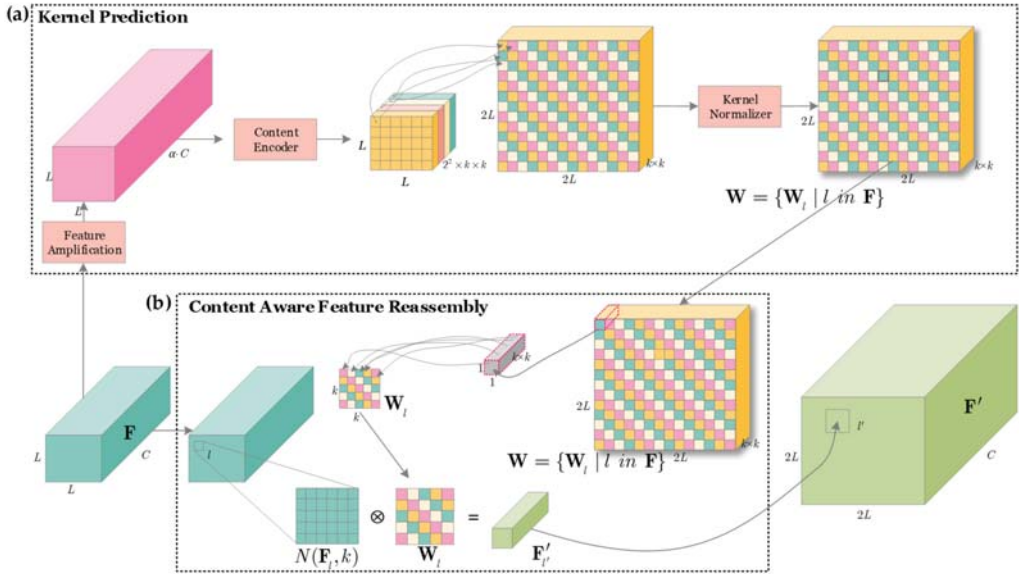 (a) Kernel Prediction
L
L
α·C
Feature
Amplification
Content
Encoder
L
L
2² × k × k
2L
2L
k×k
Kernel
Normalizer
2L
2L
k×k
W = {W_l | l in F}
(b) Content Aware Feature Reassembly
F
L
L
C
l
k
k
W_l
1
1
k×k
2L
2L
k×k
W = {W_l | l in F}
N(F_l, k)
⊗
W_l
=
F'_l'
F'
l'
2L
2L
C